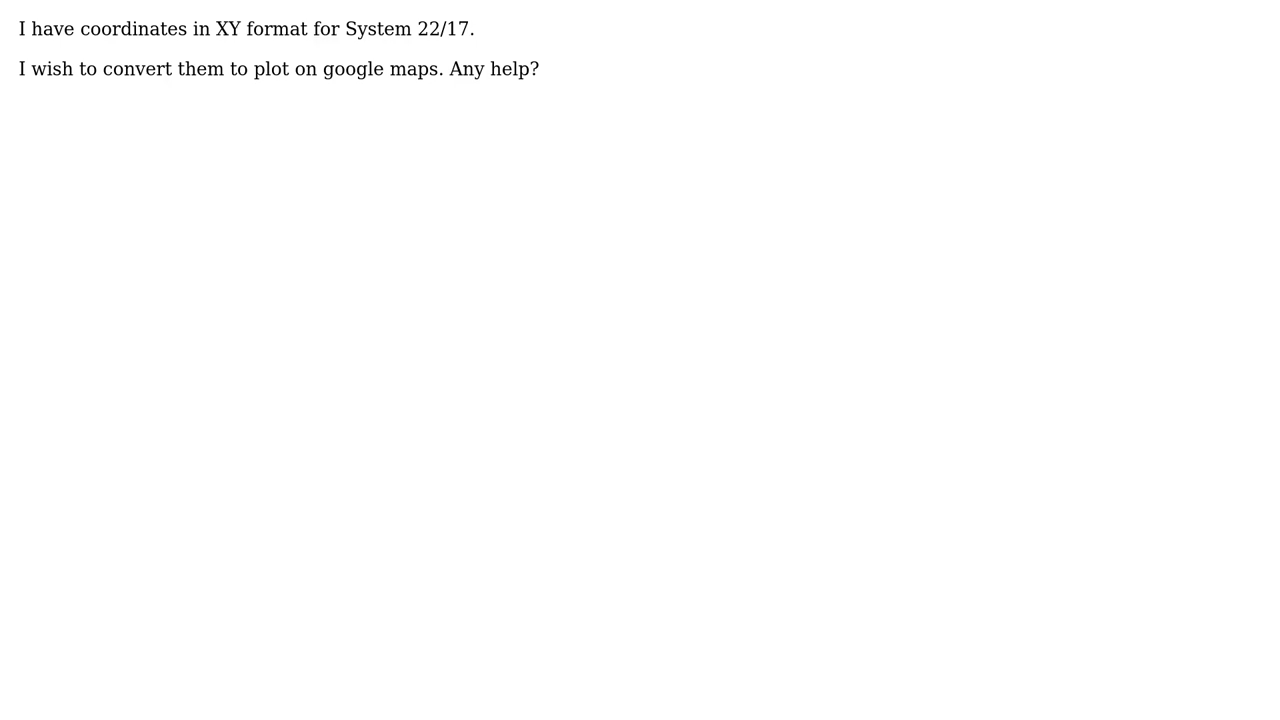 I have coordinates in XY format for System 22/17.
I wish to convert them to plot on google maps. Any help?